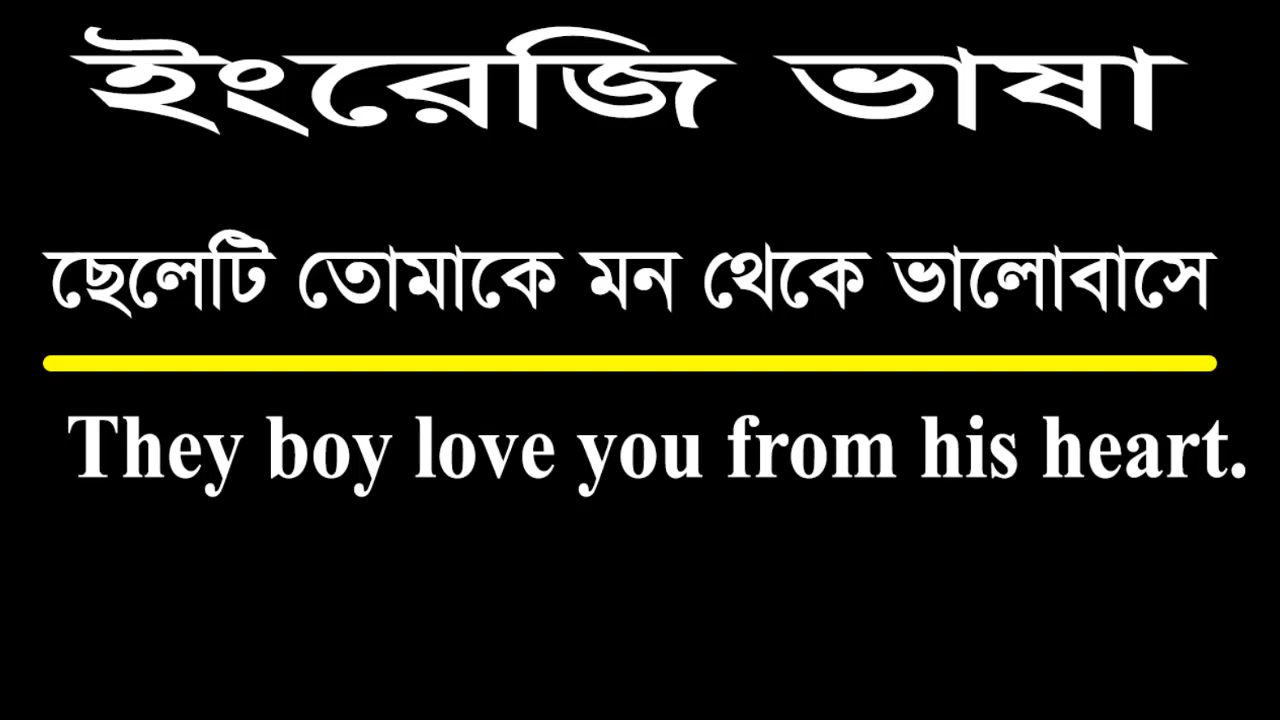 ইংরেজি ভাষা
ছেলেটি তোমাকে মন থেকে ভালোবাসে
They boy love you from his heart.